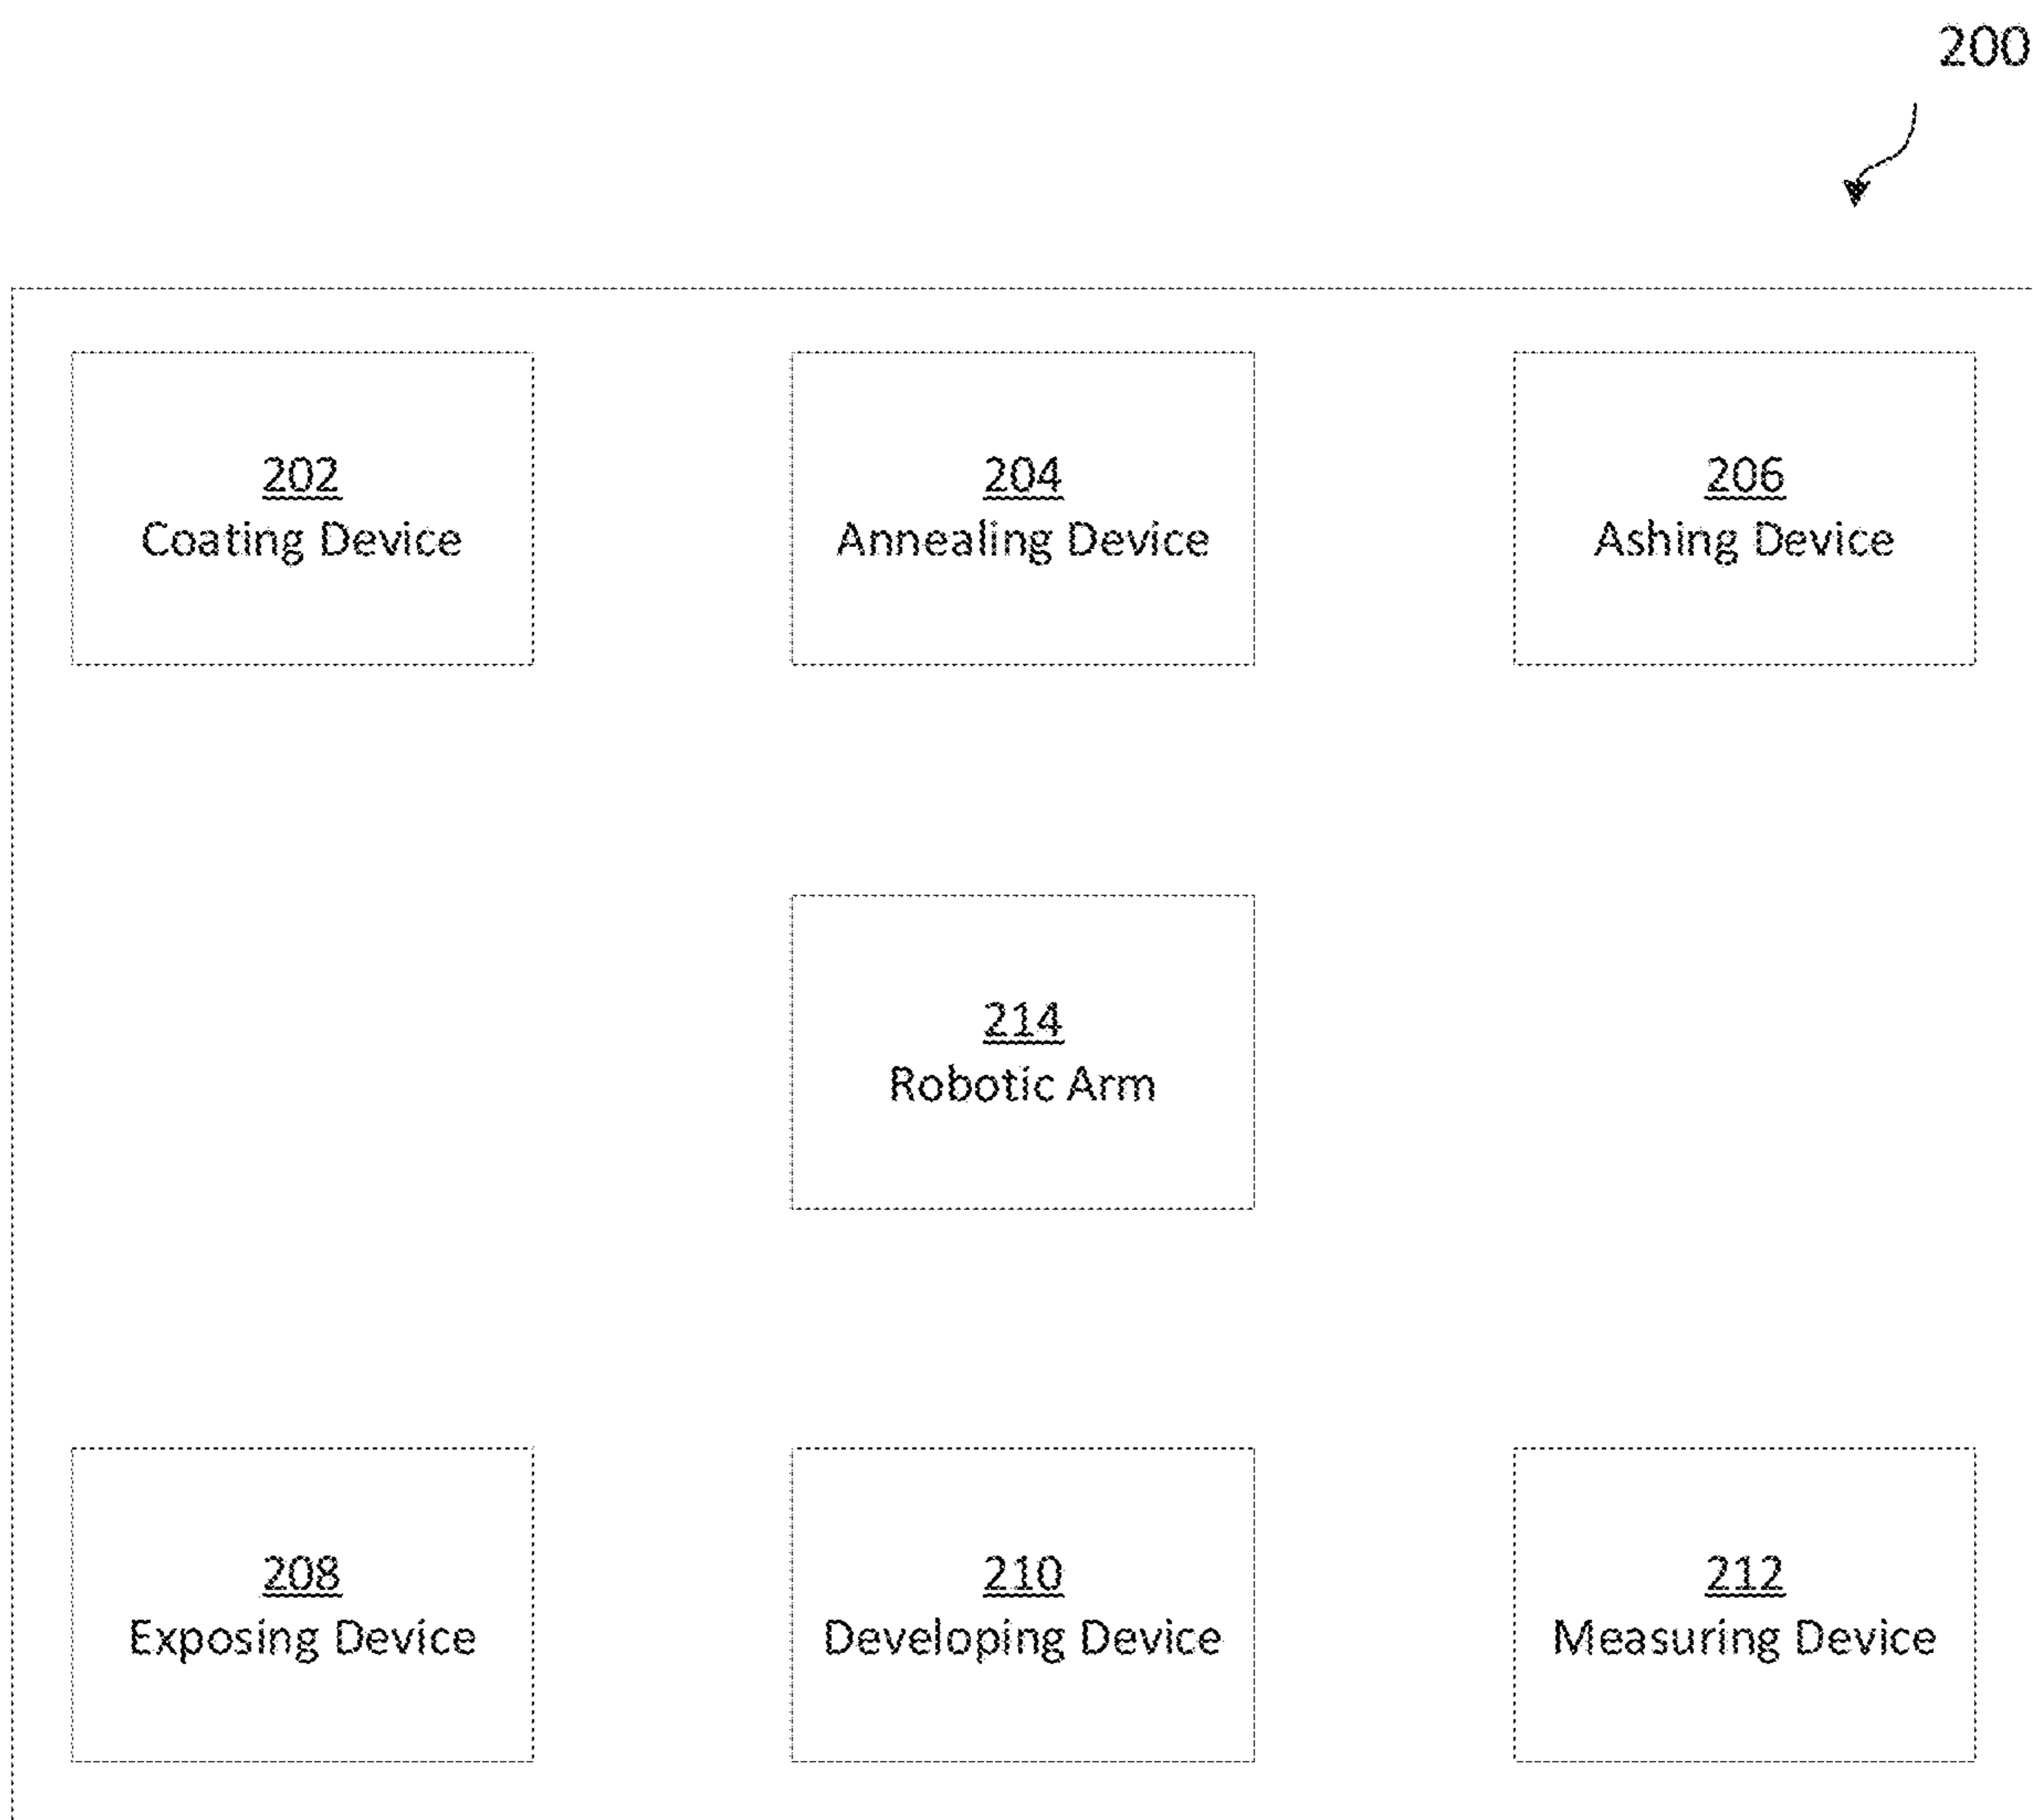 200
202
Coating Device
204
Annealing Device
206
Ashing Device
214
Robotic Arm
208
Exposing Device
210
Developing Device
212
Measuring Device